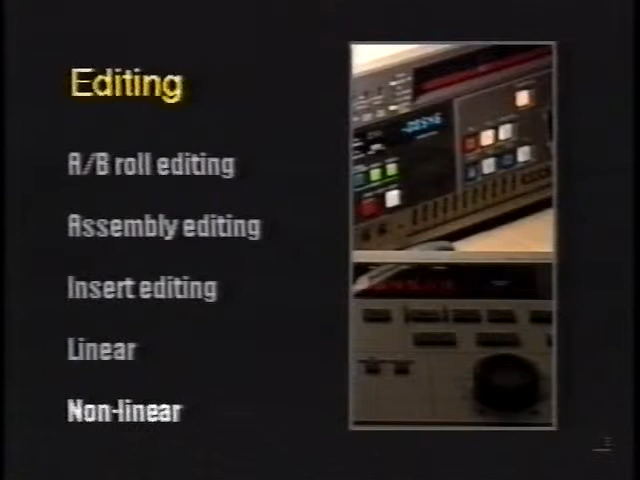 Editing
A/B roll editing
Assembly editing
Insert editing
Linear
Non-linear